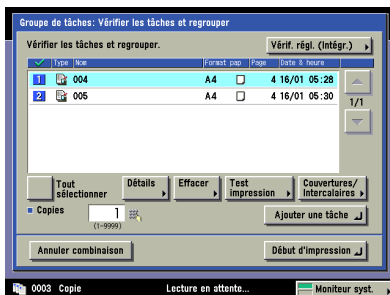 Groupe de tâches: Vérifier les tâches et regrouper
Vérifier les tâches et regrouper.
Vérif. régl. (Intégr.)
Type Nom Format pap Page Date & heure
1 004 A4 4 16/01 05:28
2 005 A4 4 16/01 05:30
1/1
Tout sélectionner
Détails
Effacer
Test impression
Couvertures/ Intercalaires
Copies 1
(1-9999)
Ajouter une tâche
Annuler combinaison
Début d'impression
0003 Copie Lecture en attente... Moniteur syst.